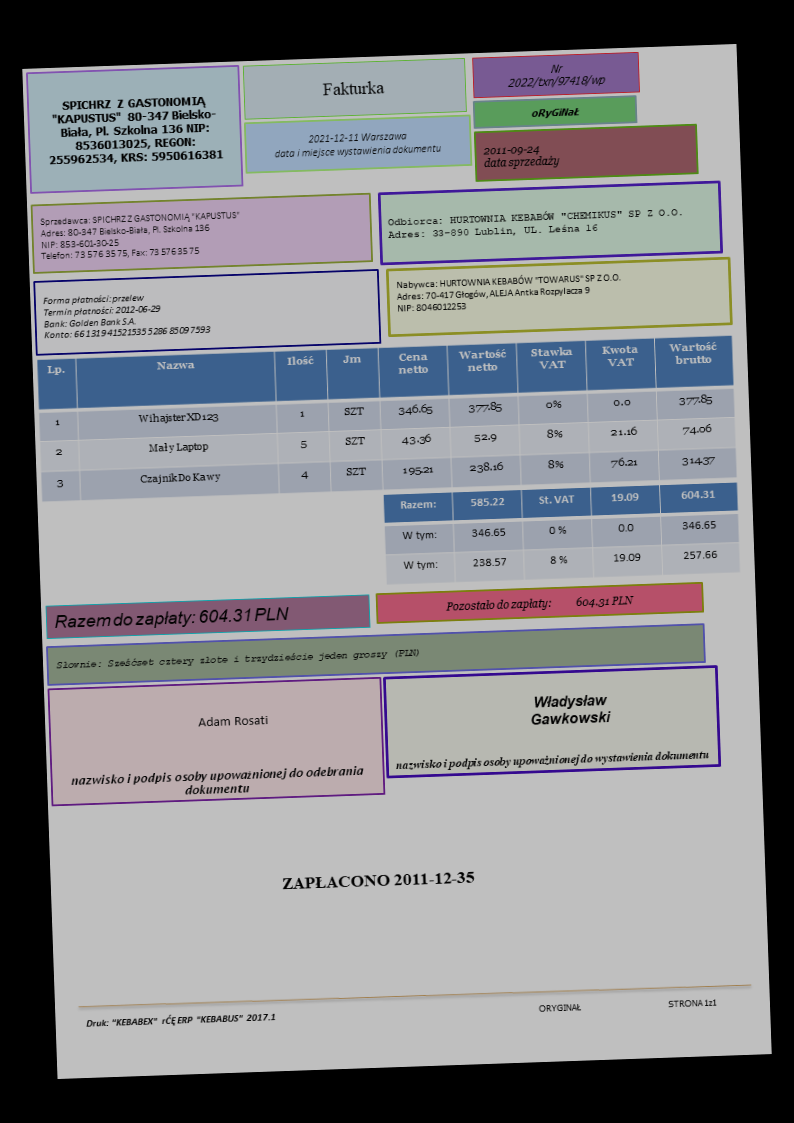 SPICHRZ Z GASTONOMIĄ
"KAPUSTUS" 80-347 Bielsko-
Biała, Pl. Szkolna 136 NIP:
8536013025, REGON:
255962534, KRS: 5950616381
Fakturka
2021-12-11 Warszawa
data i miejsce wystawienia dokumentu
Nr
2022/txn/97418/wp
oRyGiNał
2011-09-24
data sprzedaży
Sprzedawca: SPICHRZ Z GASTONOMIĄ "KAPUSTUS"
Adres: 80-347 Bielsko-Biała, Pl. Szkolna 136
NIP: 853-601-30-25
Telefon: 73 576 35 75, Fax: 73 576 35 75
Odbiorca: HURTOWNIA KEBABÓW "CHEMIKUS" SP Z O.O.
Adres: 33-890 Lublin, UL. Leśna 16
Forma płatności: przelew
Termin płatności: 2012-06-29
Bank: Golden Bank S.A.
Konto: 66 1319 4152 1535 5286 8509 7593
Nabywca: HURTOWNIA KEBABÓW "TOWARUS" SP Z O.O.
Adres: 70-417 Głogów, ALEJA Antka Rozpylacza 9
NIP: 8046012253
Lp. Nazwa Ilość Jm Cena netto Wartość netto Stawka VAT Kwota VAT Wartość brutto
1 Wihajster XD123 1 SZT 346.65 377.85 0% 0.0 377.85
2 Mały Laptop 5 SZT 43.36 52.9 8% 21.16 74.06
3 Czajnik Do Kawy 4 SZT 195.21 238.16 8% 76.21 314.37
Razem: 585.22 St. VAT 19.09 604.31
W tym: 346.65 0 % 0.0 346.65
W tym: 238.57 8 % 19.09 257.66
Razem do zapłaty: 604.31 PLN
Pozostało do zapłaty: 604.31 PLN
Słownie: Sześćset cztery złote i trzydzieście jeden groszy (PLN)
Adam Rosati
nazwisko i podpis osoby upoważnionej do odebrania
dokumentu
Władysław
Gawkowski
nazwisko i podpis osoby upoważnionej do wystawienia dokumentu
ZAPŁACONO 2011-12-35
Druk: "KEBABEX" rĆĘ ERP "KEBABUS" 2017.1
ORYGINAŁ
STRONA 1z1